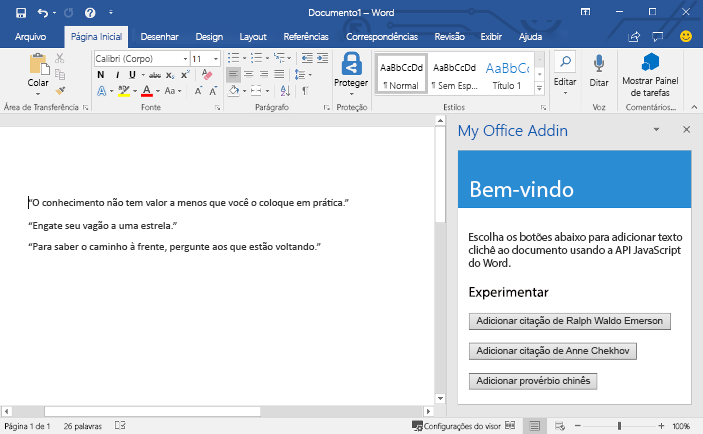 Documento1 – Word
Arquivo Página Inicial Desenhar Design Layout Referências Correspondências Revisão Exibir Ajuda
Colar
Calibri (Corpo) 11
N I U abc x₂ x²
A A Aa A A
Proteger
AaBbCcDd AaBbCcDd AaBbCc
¶ Normal ¶ Sem Esp... Título 1
Editar
Ditar
Mostrar Painel
de tarefas
Área de Transferência Fonte Parágrafo Proteção Estilos Voz Comentários...
My Office Addin
Bem-vindo
"O conhecimento não tem valor a menos que você o coloque em prática."
"Engate seu vagão a uma estrela."
"Para saber o caminho à frente, pergunte aos que estão voltando."
Escolha os botões abaixo para adicionar texto
clichê ao documento usando a API JavaScript
do Word.
Experimentar
Adicionar citação de Ralph Waldo Emerson
Adicionar citação de Anne Chekhov
Adicionar provérbio chinês
Página 1 de 1 26 palavras Configurações do visor 100%